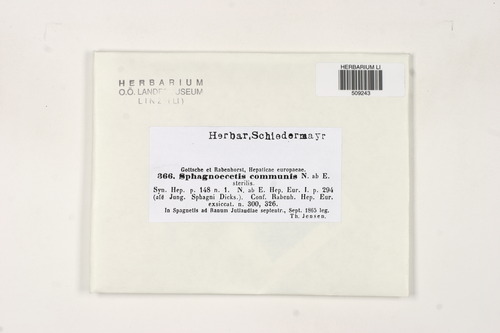 HERBARIUM
O.Ö. LANDESMUSEUM
LINZ (LI)
HERBARIUM LI
509243
Herbar, Schiedermayr
Gottsche et Rabenhorst, Hepaticae europaeae.
366. Sphagnoecetis communis N. ab E.
sterilis.
Syn. Hep. p. 148 n. 1. N. ab E. Hep. Eur. I. p. 294
(alé Jung. Sphagni Dicks.). Conf. Rabenh. Hep. Eur.
exsiccat. n. 300, 326.
In Spagnetis ad Ranum Jutlandiae septentr., Sept. 1865 leg.
Th. Jensen.